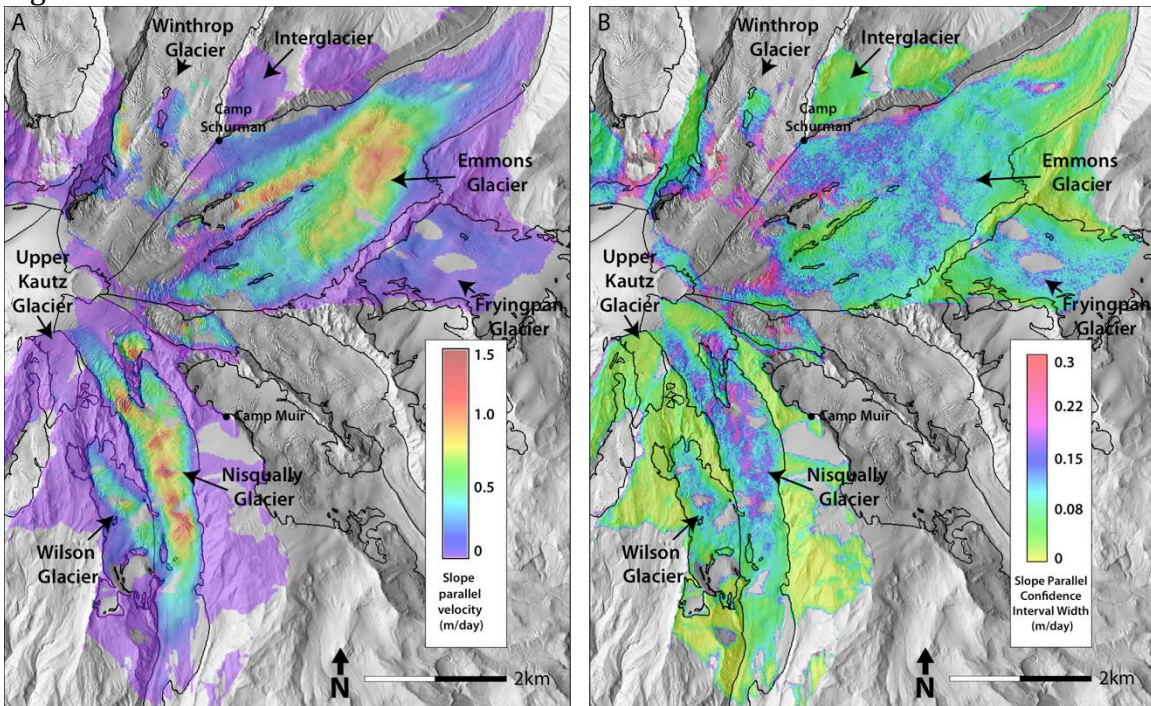 A
Winthrop
Glacier
Interglacier
Camp
Schurman
Emmons
Glacier
Upper
Kautz
Glacier
Fryingpan
Glacier
Camp Muir
Nisqually
Glacier
Wilson
Glacier
1.5
1.0
0.5
0
Slope
parallel
velocity
(m/day)
N
2km
B
Winthrop
Glacier
Interglacier
Camp
Schurman
Emmons
Glacier
Upper
Kautz
Glacier
Fryingpan
Glacier
Camp Muir
Nisqually
Glacier
Wilson
Glacier
0.3
0.22
0.15
0.08
0
Slope Parallel
Confidence
Interval Width
(m/day)
N
2km